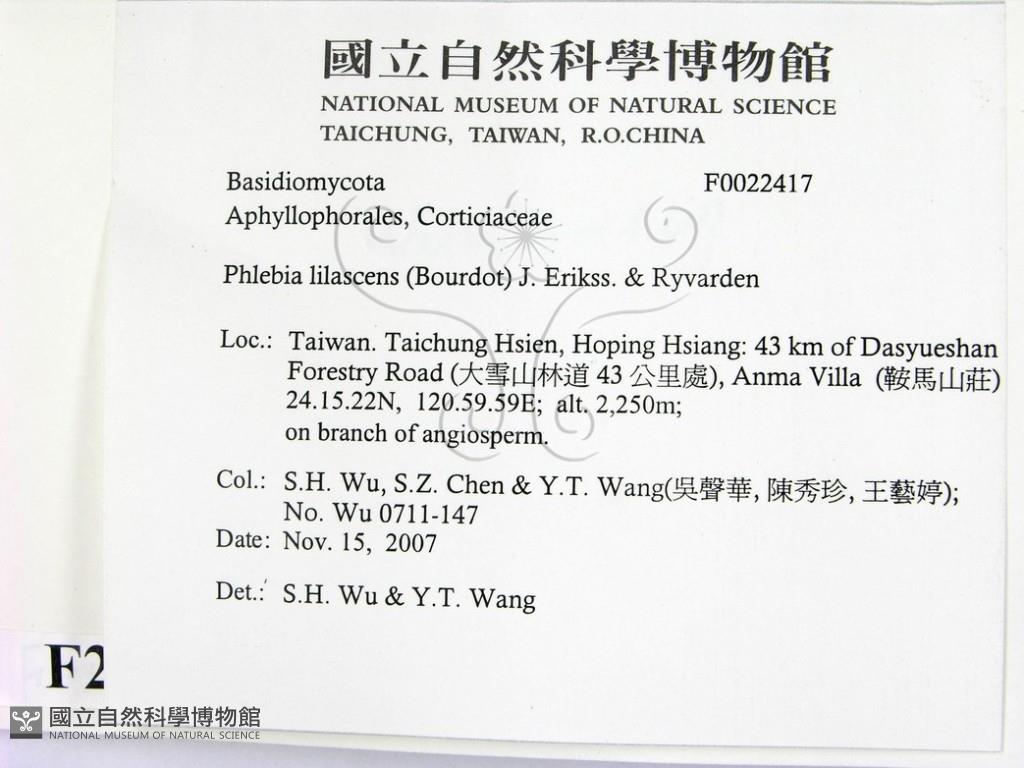 國立自然科學博物館
NATIONAL MUSEUM OF NATURAL SCIENCE
TAICHUNG, TAIWAN, R.O.CHINA
Basidiomycota F0022417
Aphyllophorales, Corticiaceae
Phlebia lilascens (Bourdot) J. Erikss. & Ryvarden
Loc.: Taiwan. Taichung Hsien, Hoping Hsiang: 43 km of Dasyueshan
Forestry Road (大雪山林道 43 公里處), Anma Villa (鞍馬山莊)
24.15.22N, 120.59.59E; alt. 2,250m;
on branch of angiosperm.
Col.: S.H. Wu, S.Z. Chen & Y.T. Wang(吳聲華, 陳秀珍, 王藝婷);
No. Wu 0711-147
Date: Nov. 15, 2007
Det.: S.H. Wu & Y.T. Wang
F2
國立自然科學博物館
NATIONAL MUSEUM OF NATURAL SCIENCE